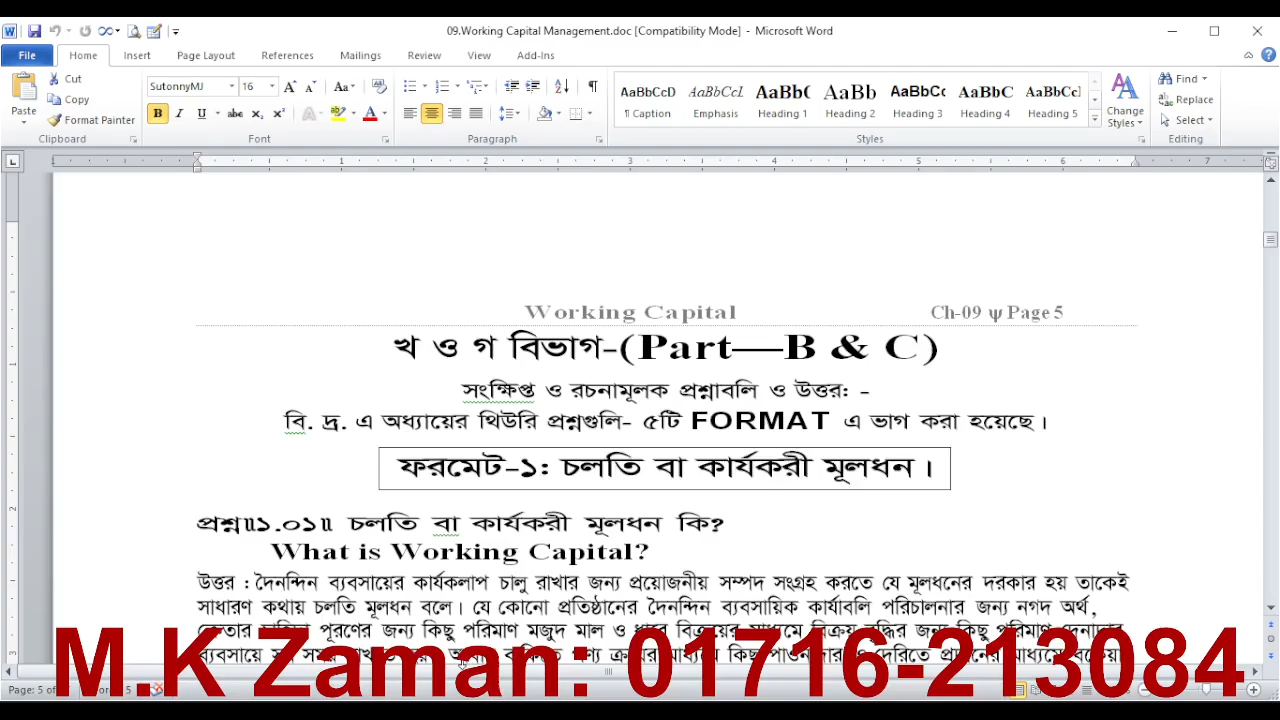 09.Working Capital Management.doc [Compatibility Mode] - Microsoft Word
File Home Insert Page Layout References Mailings Review View Add-Ins
Paste Cut Copy Format Painter
SutonnyMJ 16
AaBbCcD AaBbCcL AaBbC AaBb AaBbCc AaBbC AaBbCcI
¶ Caption Emphasis Heading 1 Heading 2 Heading 3 Heading 4 Heading 5
Change Styles
Find Replace Select
Clipboard Font Paragraph Styles Editing
Working Capital Ch-09 ψ Page 5
খ ও গ বিভাগ-(Part—B & C)
সংক্ষিপ্ত ও রচনামূলক প্রশ্নাবলি ও উত্তর: -
বি. দ্র. এ অধ্যায়ের থিউরি প্রশ্নগুলি- ৫টি FORMAT এ ভাগ করা হয়েছে।
ফরমেট-১: চলতি বা কার্যকরী মূলধন।
প্রশ্ন॥১.০১॥ চলতি বা কার্যকরী মূলধন কি?
What is Working Capital?
উত্তর : দৈনন্দিন ব্যবসায়ের কার্যকলাপ চালু রাখার জন্য প্রয়োজনীয় সম্পদ সংগ্রহ করতে যে মূলধনের দরকার হয় তাকেই
সাধারণ কথায় চলতি মূলধন বলে। যে কোনো প্রতিষ্ঠানের দৈনন্দিন ব্যবসায়িক কার্যাবলি পরিচালনার জন্য নগদ অর্থ,
পূরণের জন্য কিছু পরিমাণ মজুদ মাল ও
M.K Zaman: 01716-213084
Page: 5 of